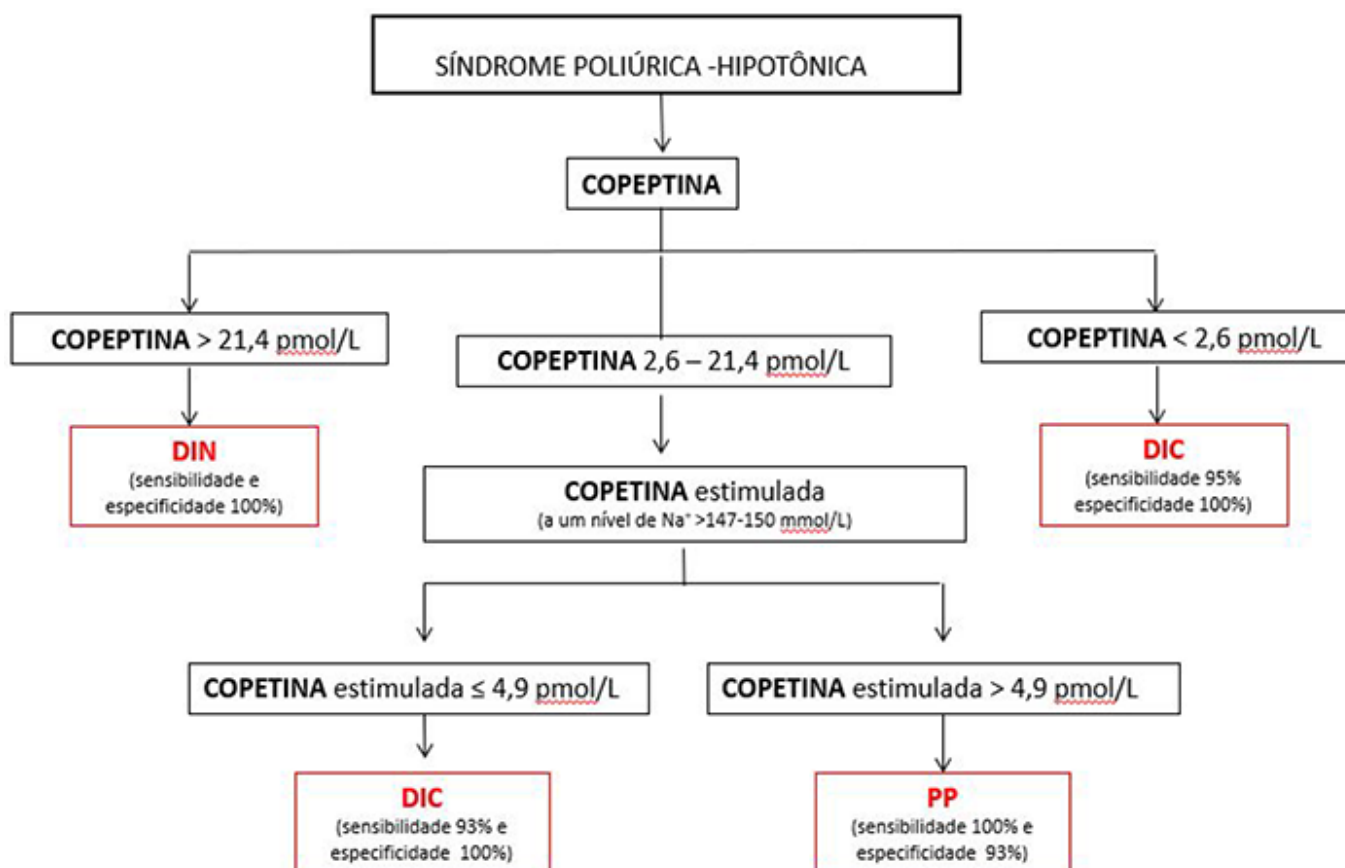 SÍNDROME POLIÚRICA -HIPOTÔNICA
COPEPTINA
COPEPTINA > 21,4 pmol/L
COPEPTINA 2,6 – 21,4 pmol/L
COPEPTINA < 2,6 pmol/L
DIN
(sensibilidade e
especificidade 100%)
DIC
(sensibilidade 95%
especificidade 100%)
COPETINA estimulada
(a um nível de Na⁺ >147-150 mmol/L)
COPETINA estimulada ≤ 4,9 pmol/L
COPETINA estimulada > 4,9 pmol/L
DIC
(sensibilidade 93% e
especificidade 100%)
PP
(sensibilidade 100% e
especificidade 93%)